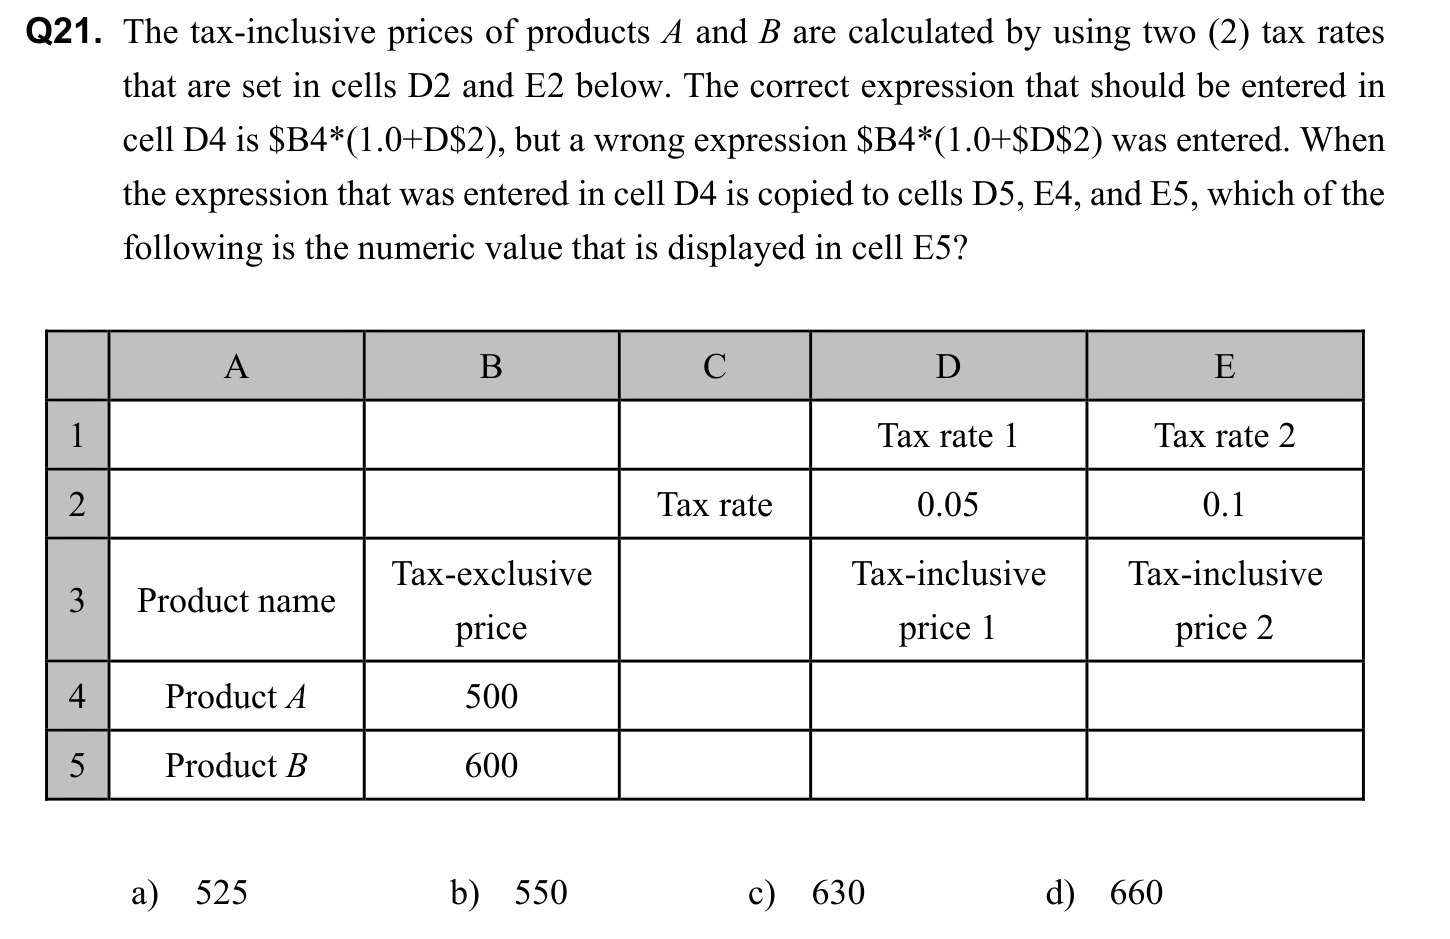 Q21. The tax-inclusive prices of products A and B are calculated by using two (2) tax rates
that are set in cells D2 and E2 below. The correct expression that should be entered in
cell D4 is $B4*(1.0+D$2), but a wrong expression $B4*(1.0+$D$2) was entered. When
the expression that was entered in cell D4 is copied to cells D5, E4, and E5, which of the
following is the numeric value that is displayed in cell E5?
A B C D E
1 Tax rate 1 Tax rate 2
2 Tax rate 0.05 0.1
3 Product name Tax-exclusive price Tax-inclusive price 1 Tax-inclusive price 2
4 Product A 500
5 Product B 600
a) 525 b) 550 c) 630 d) 660